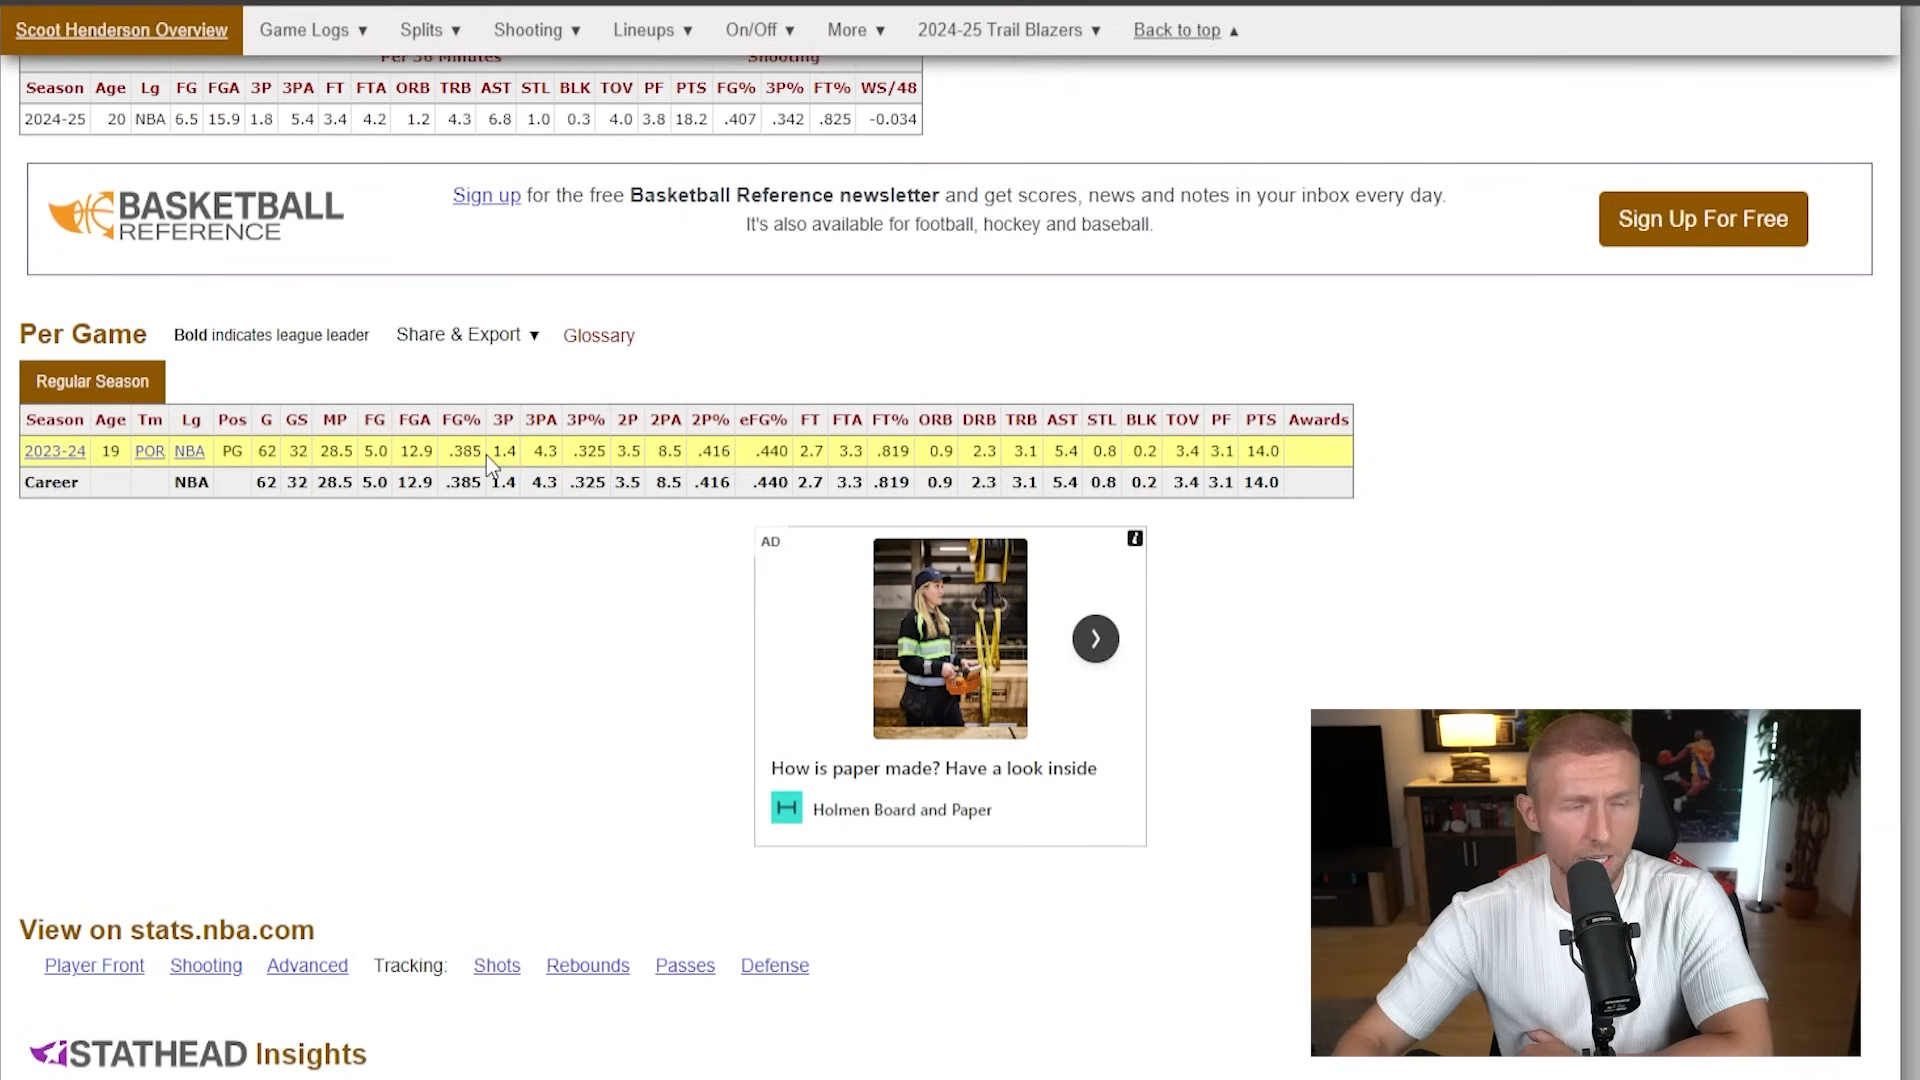 Scoot Henderson Overview Game Logs ▼ Splits ▼ Shooting ▼ Lineups ▼ On/Off ▼ More ▼ 2024-25 Trail Blazers ▼ Back to top ▲
Per 36 Minutes Shooting
Season Age Lg FG FGA 3P 3PA FT FTA ORB TRB AST STL BLK TOV PF PTS FG% 3P% FT% WS/48
2024-25 20 NBA 6.5 15.9 1.8 5.4 3.4 4.2 1.2 4.3 6.8 1.0 0.3 4.0 3.8 18.2 .407 .342 .825 -0.034
BASKETBALL
REFERENCE
Sign up for the free Basketball Reference newsletter and get scores, news and notes in your inbox every day.
It's also available for football, hockey and baseball.
Sign Up For Free
Per Game Bold indicates league leader Share & Export ▼ Glossary
Regular Season
Season Age Tm Lg Pos G GS MP FG FGA FG% 3P 3PA 3P% 2P 2PA 2P% eFG% FT FTA FT% ORB DRB TRB AST STL BLK TOV PF PTS Awards
2023-24 19 POR NBA PG 62 32 28.5 5.0 12.9 .385 1.4 4.3 .325 3.5 8.5 .416 .440 2.7 3.3 .819 0.9 2.3 3.1 5.4 0.8 0.2 3.4 3.1 14.0
Career NBA 62 32 28.5 5.0 12.9 .385 1.4 4.3 .325 3.5 8.5 .416 .440 2.7 3.3 .819 0.9 2.3 3.1 5.4 0.8 0.2 3.4 3.1 14.0
AD
How is paper made? Have a look inside
Holmen Board and Paper
View on stats.nba.com
Player Front Shooting Advanced Tracking: Shots Rebounds Passes Defense
STATHEAD Insights